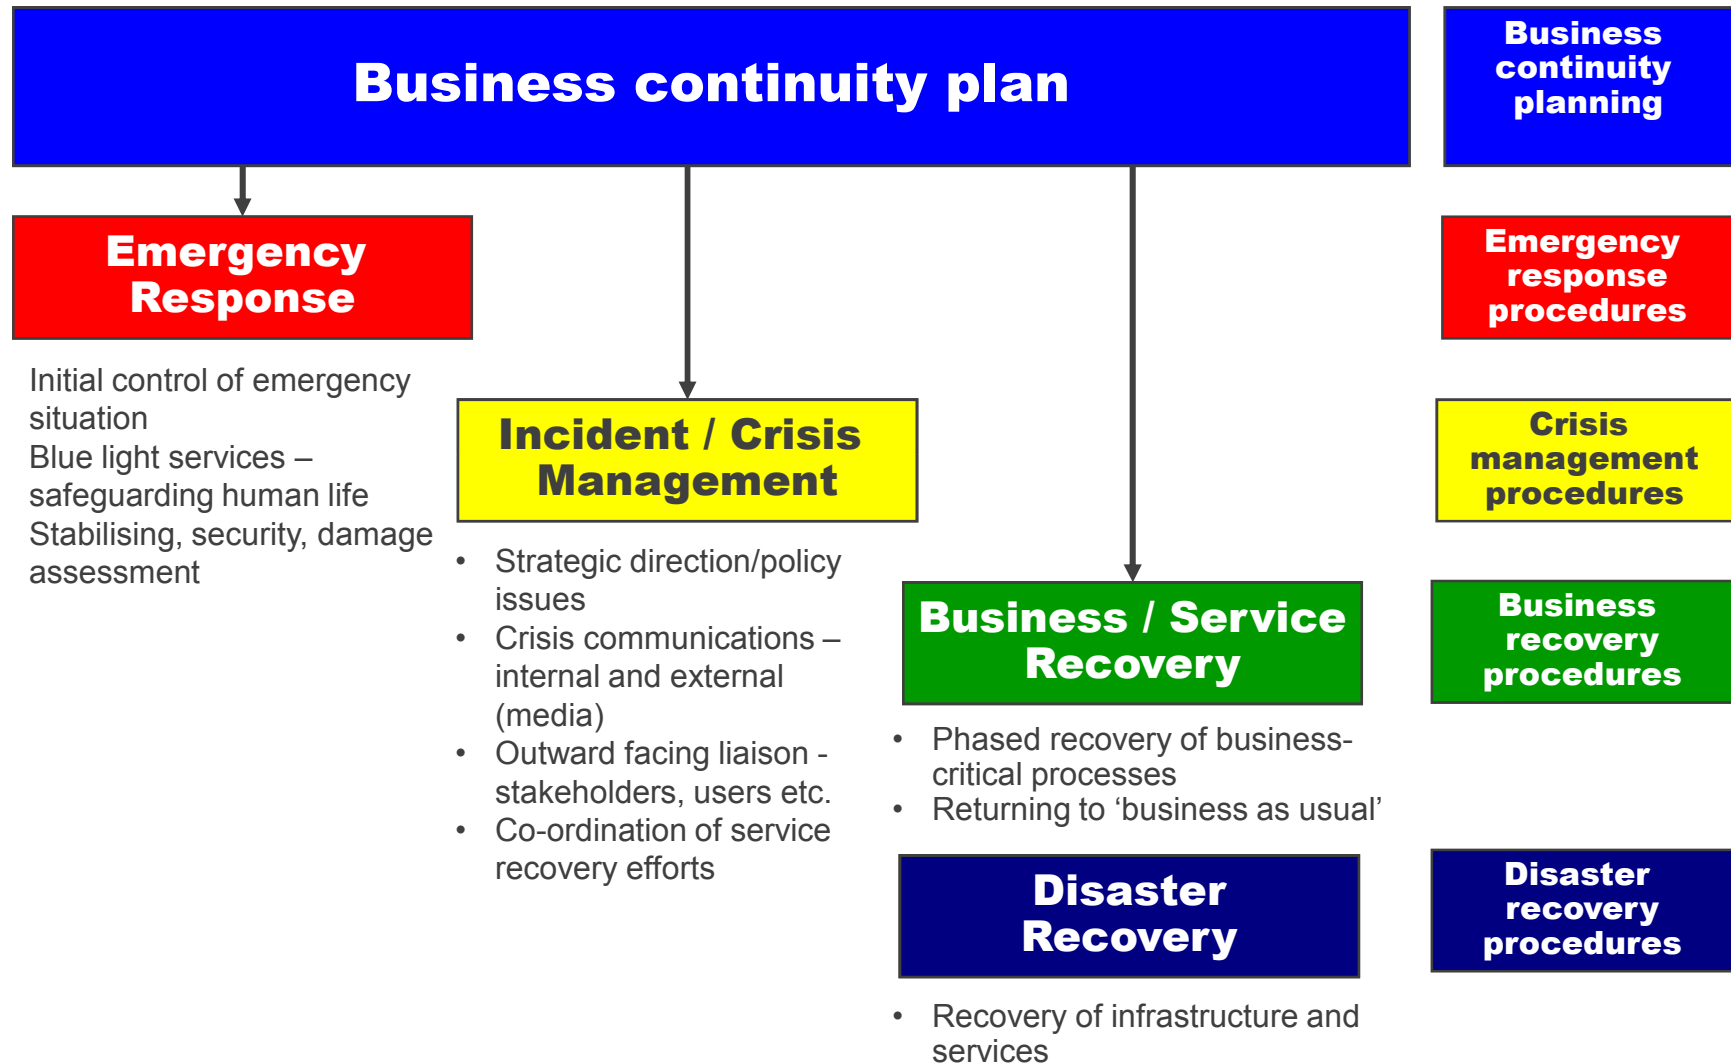 Business continuity plan
Business
continuity
planning
Emergency
Response
Emergency
response
procedures
Initial control of emergency
situation
Blue light services –
safeguarding human life
Stabilising, security, damage
assessment
Incident / Crisis
Management
Crisis
management
procedures
• Strategic direction/policy
issues
• Crisis communications –
internal and external
(media)
• Outward facing liaison -
stakeholders, users etc.
• Co-ordination of service
recovery efforts
Business / Service
Recovery
Business
recovery
procedures
• Phased recovery of business-
critical processes
• Returning to ‘business as usual’
Disaster
Recovery
Disaster
recovery
procedures
• Recovery of infrastructure and
services